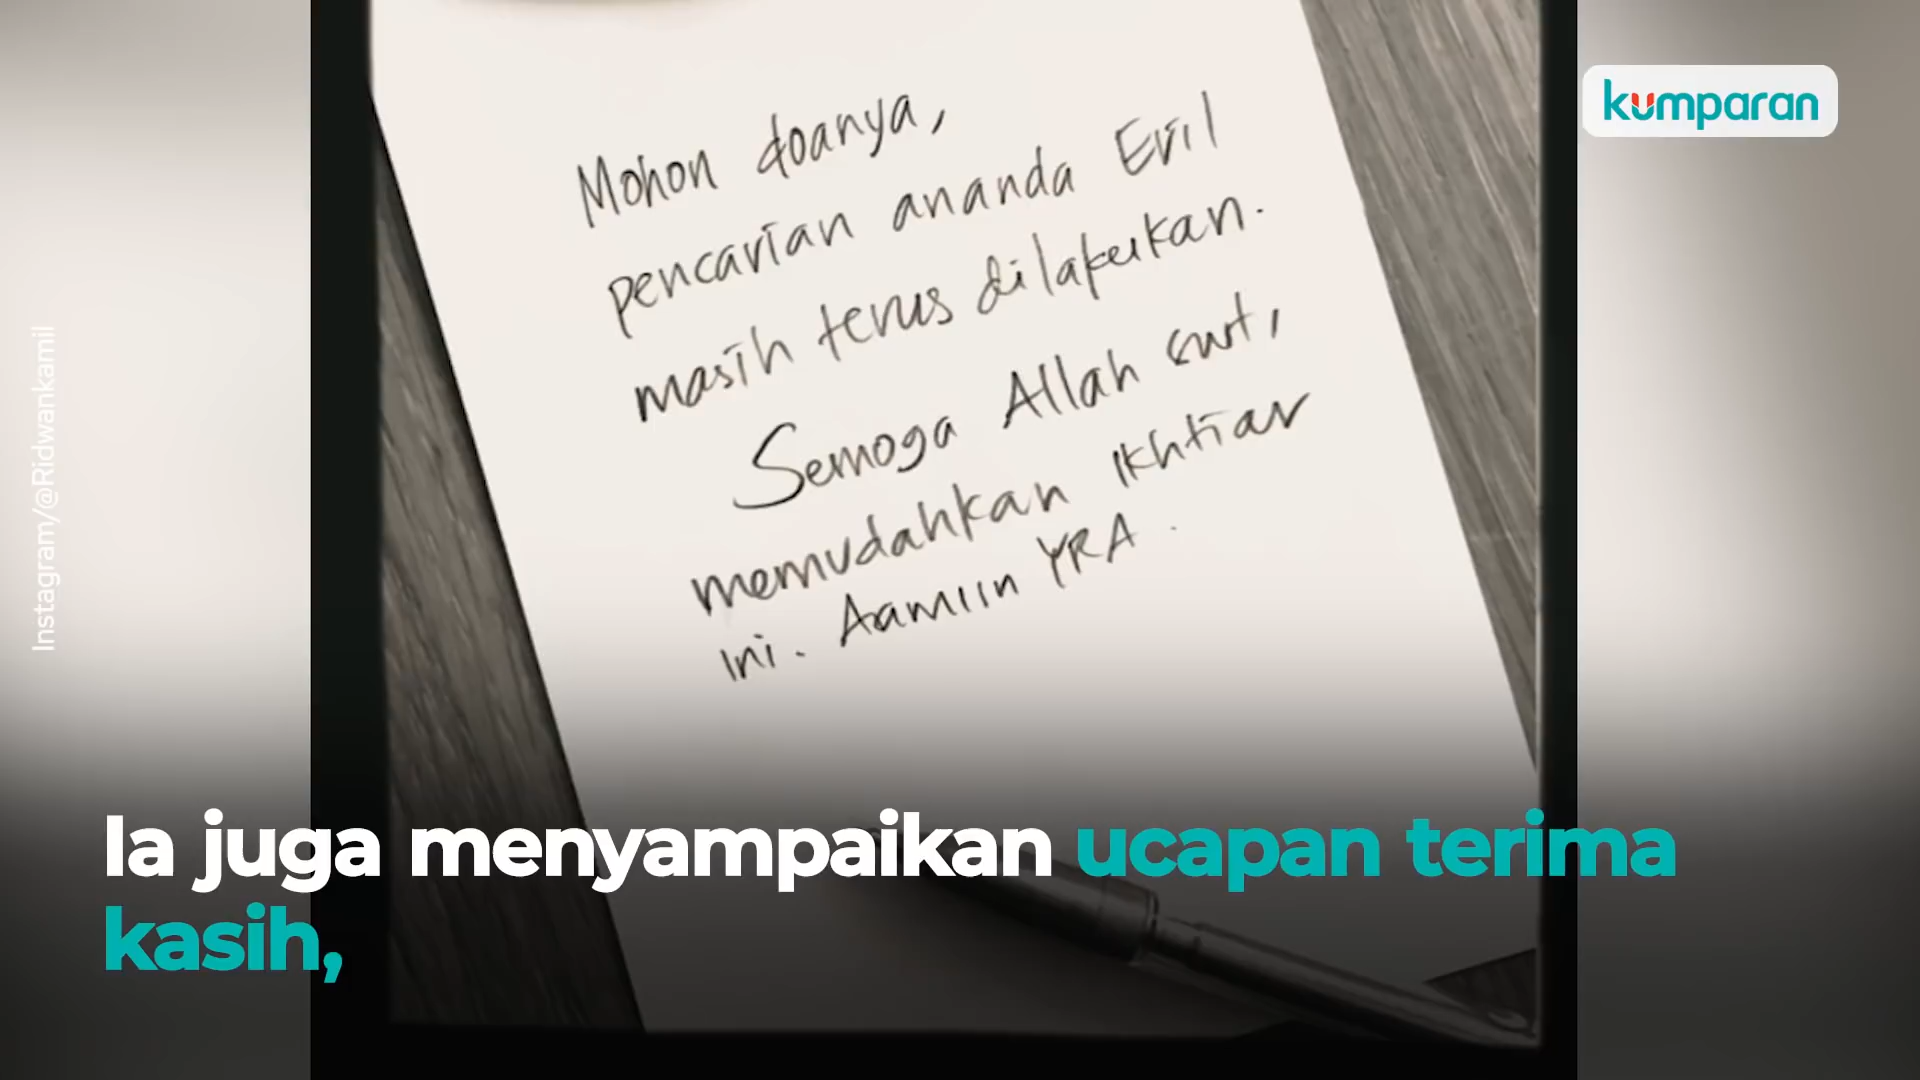 kumparan
Mohon doanya,
pencarian ananda Eril
masih terus dilakukan.
Semoga Allah swt,
memudahkan Ikhtiar
ini. Aamiin YRA.
Instagram/@Ridwankamil
Ia juga menyampaikan ucapan terima
kasih,